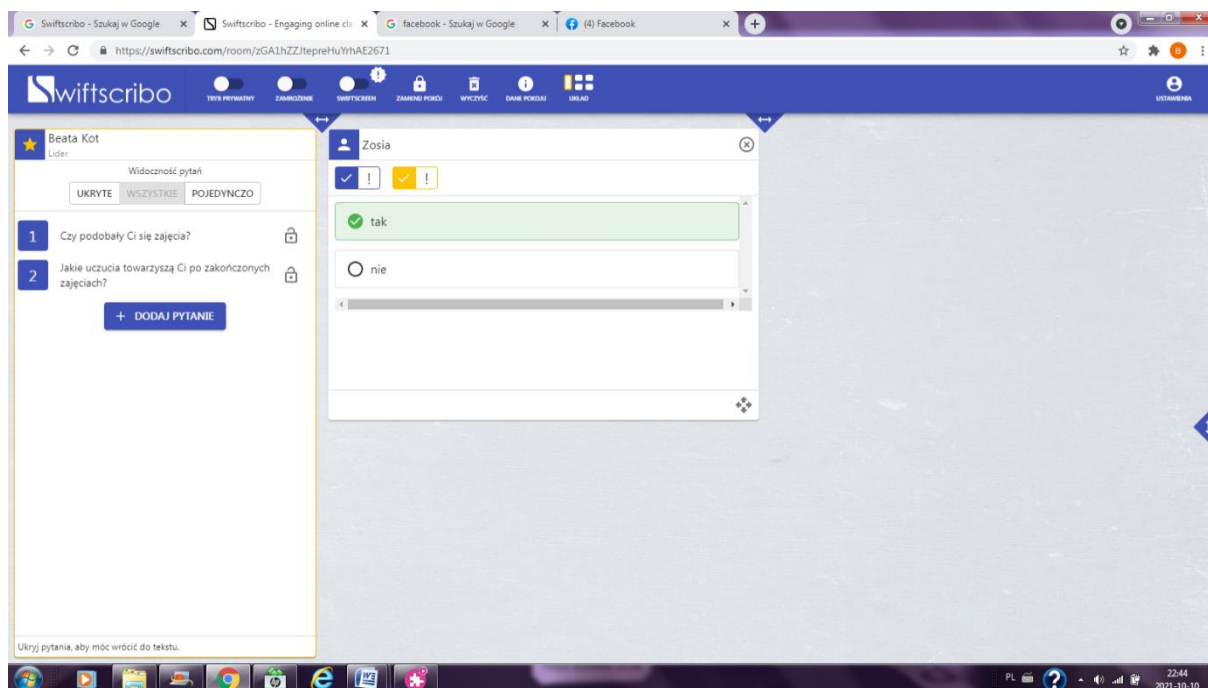 Swiftscribo - Szukaj w Google
Swiftscribo - Engaging online cla
facebook - Szukaj w Google
(4) Facebook
https://swiftscribo.com/room/zGA1hZZJtepreHuYrhAE2671
B
Swiftscribo
TRYB PRYWATNY
ZAMROŻENIE
SWIFTSCREEN
ZAMKNIJ POKÓJ
WYCZYŚĆ
DANE POKOJU
UKŁAD
USTAWIENIA
Beata Kot
Lider
Widoczność pytań
UKRYTE WSZYSTKIE POJEDYNCZO
1 Czy podobały Ci się zajęcia?
2 Jakie uczucia towarzyszą Ci po zakończonych
zajęciach?
+ DODAJ PYTANIE
Ukryj pytania, aby móc wrócić do tekstu.
Zosia
! !
tak
nie
PL
22:44
2021-10-10